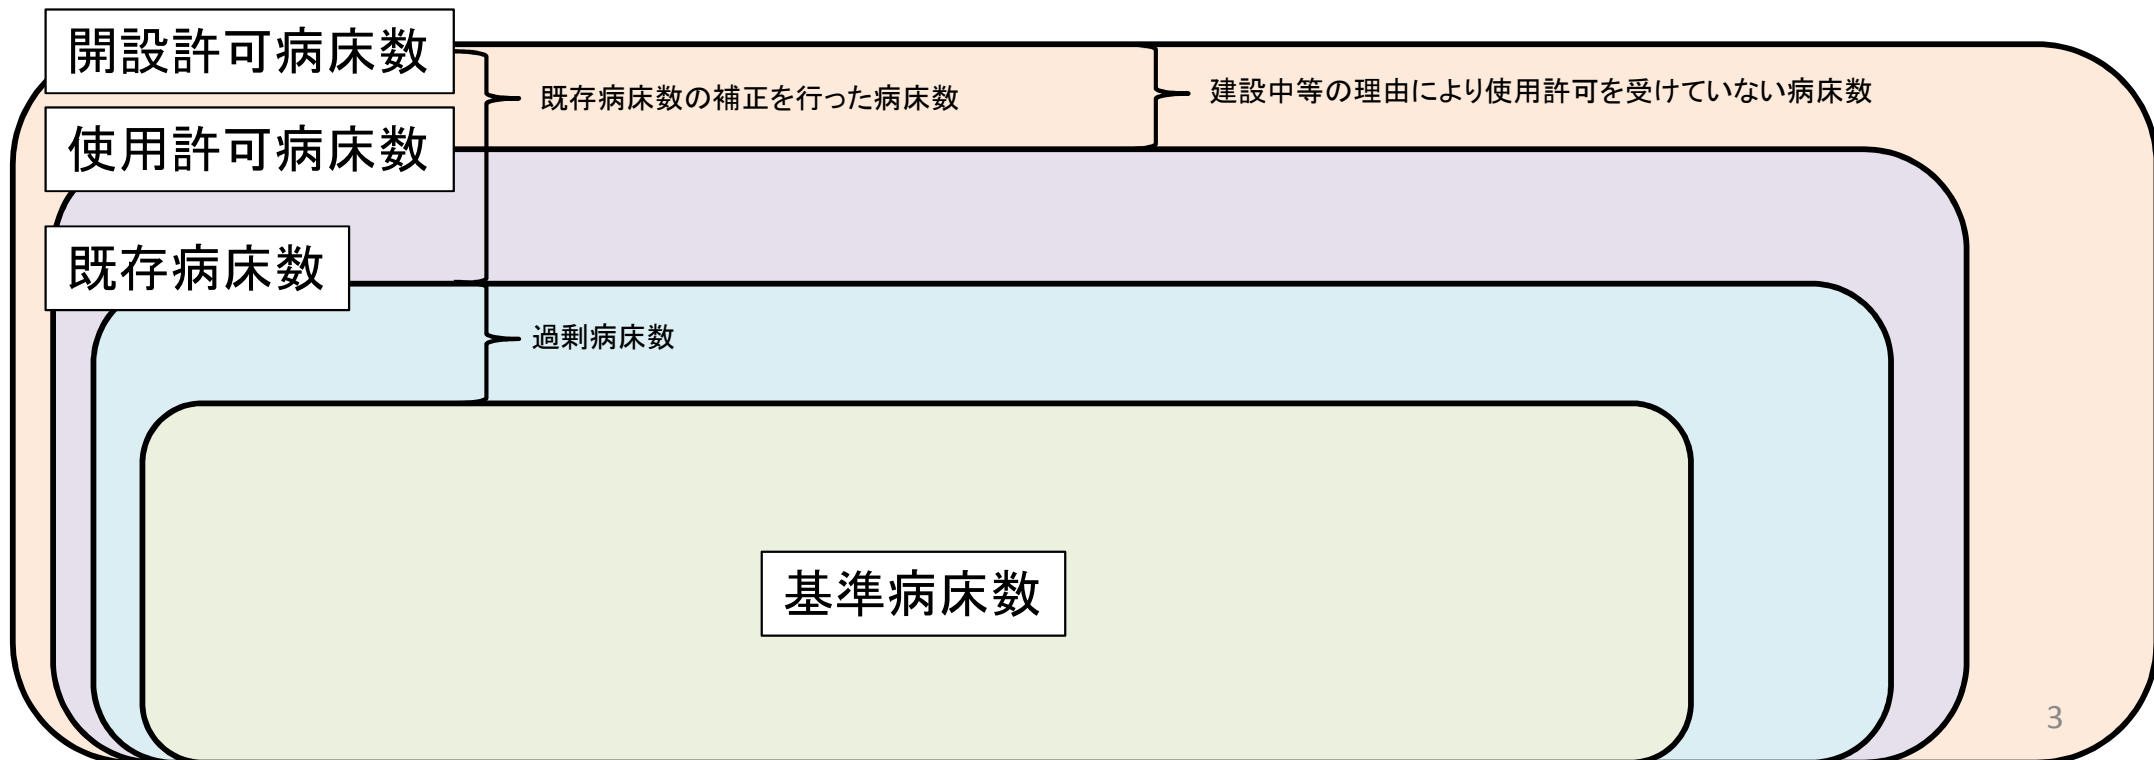 開設許可病床数
既存病床数の補正を行った病床数
建設中等の理由により使用許可を受けていない病床数
使用許可病床数
既存病床数
過剰病床数
基準病床数
3